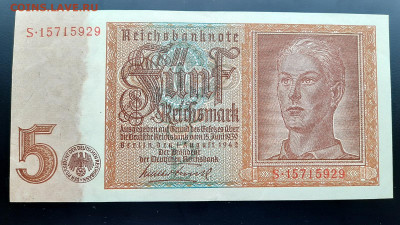 COINS.LAVE.RU
S·15715929
Reichsbanknote
Fünf
Reichsmark
Ausgegeben auf Grund des Gesetzes über
die Deutsche Reichsbank vom 15. Juni 1939
Berlin, den 1. August 1942
Der Präsident
der Deutschen Reichsbank
5
S·15715929